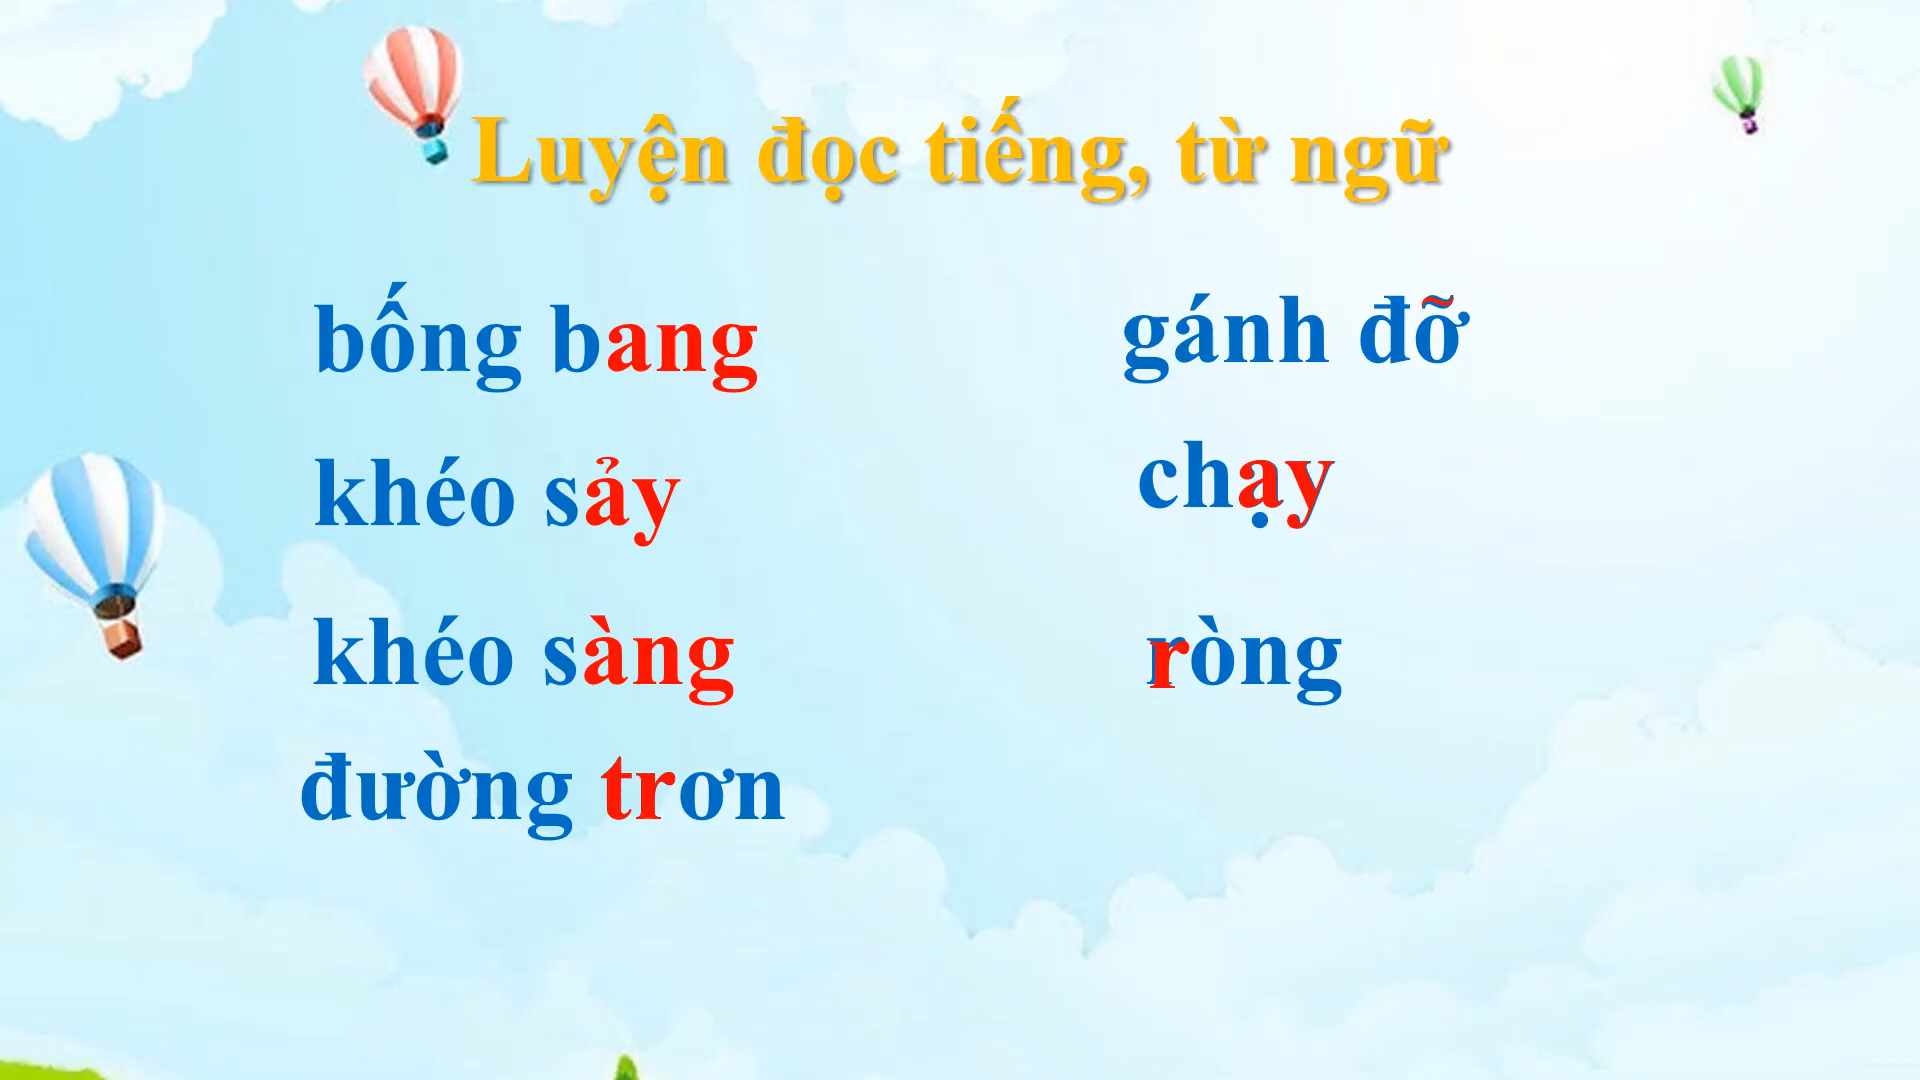 Luyện đọc tiếng, từ ngữ
bống bang
khéo sảy
khéo sàng
đường trơn
gánh đỡ
chạy
ròng